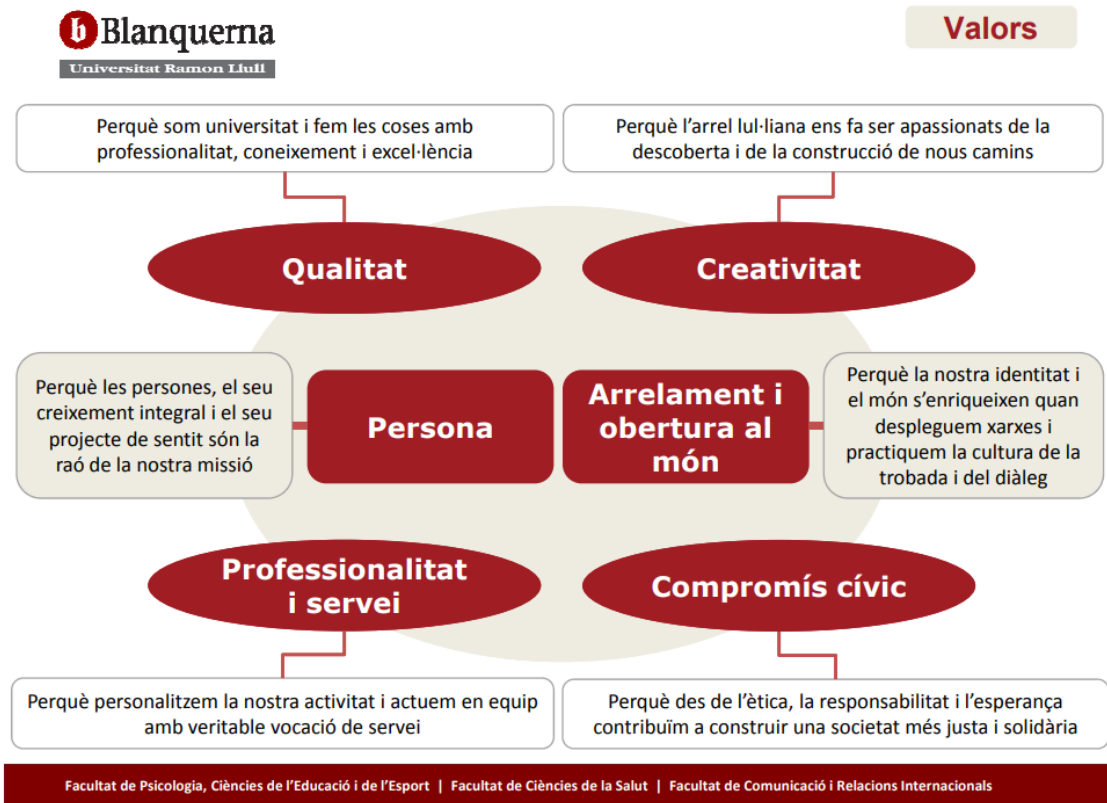 Blanquerna
Universitat Ramon Llull
Valors
Perquè som universitat i fem les coses amb
professionalitat, coneixement i excel·lència
Perquè l’arrel lul·liana ens fa ser apassionats de la
descoberta i de la construcció de nous camins
Qualitat
Creativitat
Perquè les persones, el seu
creixement integral i el seu
projecte de sentit són la
raó de la nostra missió
Persona
Arrelament i
obertura al
món
Perquè la nostra identitat i
el món s’enriqueixen quan
despleguem xarxes i
practiquem la cultura de la
trobada i del diàleg
Professionalitat
i servei
Compromís cívic
Perquè personalitzem la nostra activitat i actuem en equip
amb veritable vocació de servei
Perquè des de l’ètica, la responsabilitat i l’esperança
contribuïm a construir una societat més justa i solidària
Facultat de Psicologia, Ciències de l’Educació i de l’Esport | Facultat de Ciències de la Salut | Facultat de Comunicació i Relacions Internacionals